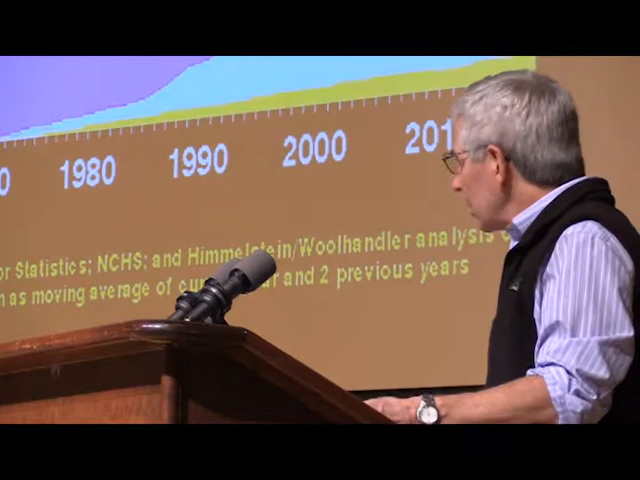 0 1980 1990 2000 201
or Statistics; NCHS; and Himmelstein/Woolhandler analysis
n as moving average of and 2 previous years